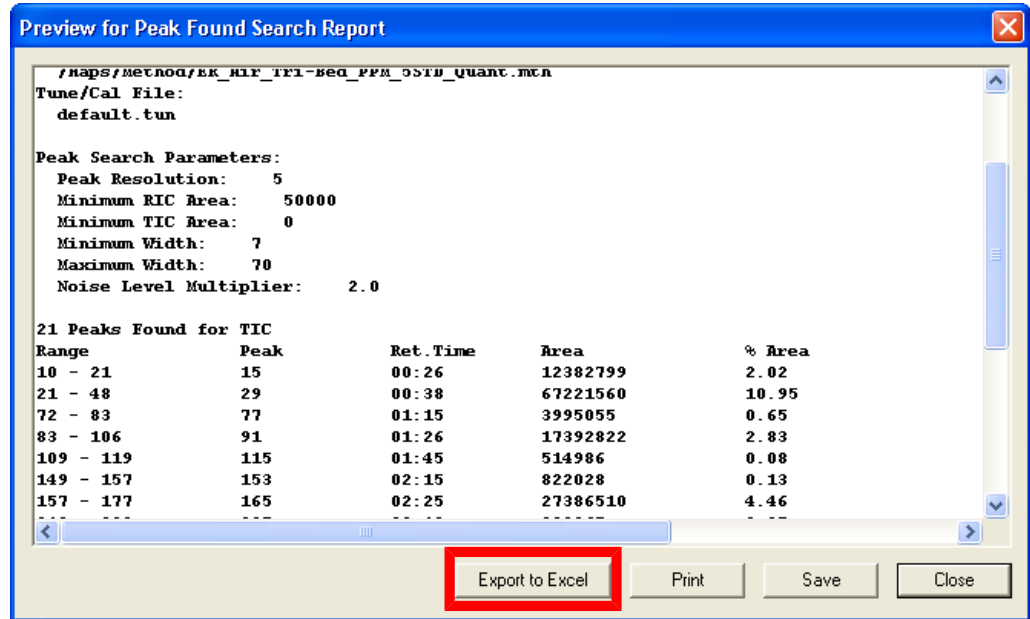 Preview for Peak Found Search Report
/Haps/Method/ER_Air_Tri-Bed_PPM_5STD_Quant.mth
Tune/Cal File:
default.tun
Peak Search Parameters:
Peak Resolution: 5
Minimum RIC Area: 50000
Minimum TIC Area: 0
Minimum Width: 7
Maximum Width: 70
Noise Level Multiplier: 2.0
21 Peaks Found for TIC
Range Peak Ret.Time Area % Area
10 - 21 15 00:26 12382799 2.02
21 - 48 29 00:38 67221560 10.95
72 - 83 77 01:15 3995055 0.65
83 - 106 91 01:26 17392822 2.83
109 - 119 115 01:45 514986 0.08
149 - 157 153 02:15 822028 0.13
157 - 177 165 02:25 27386510 4.46
Export to Excel Print Save Close